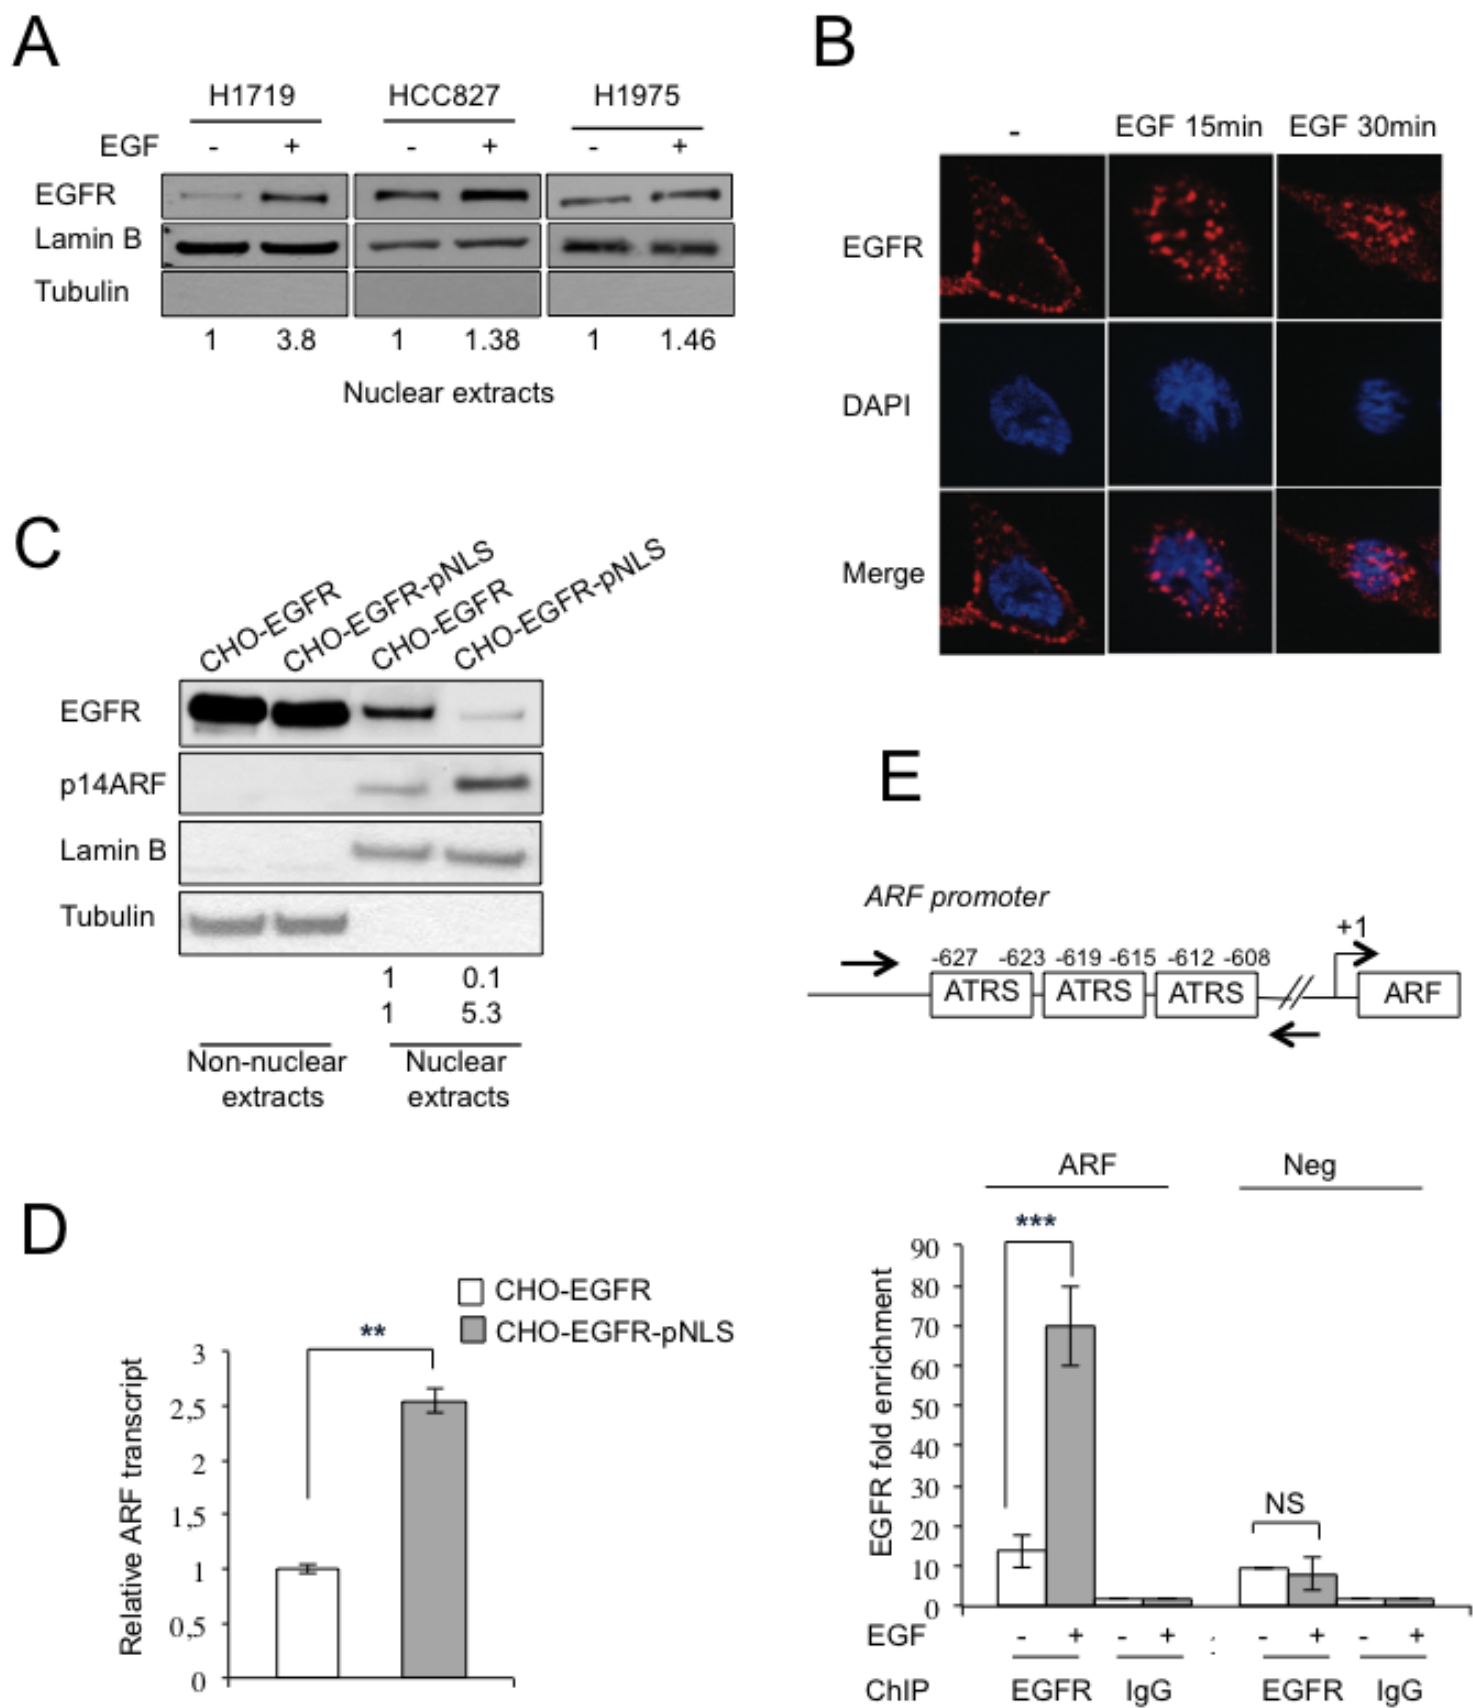 A
H1719 HCC827 H1975
EGF - + - + - +
EGFR
Lamin B
Tubulin
1 3.8 1 1.38 1 1.46
Nuclear extracts
B
- EGF 15min EGF 30min
EGFR
DAPI
Merge
C
CHO-EGFR
CHO-EGFR-pNLS
CHO-EGFR
CHO-EGFR-pNLS
EGFR
p14ARF
Lamin B
Tubulin
1 0.1
1 5.3
Non-nuclear extracts
Nuclear extracts
D
CHO-EGFR
CHO-EGFR-pNLS
**
Relative ARF transcript
3
2,5
2
1,5
1
0,5
0
E
ARF promoter
+1
-627 -623 -619 -615 -612 -608
ATRS ATRS ATRS // ARF
ARF Neg
***
NS
EGFR fold enrichment
90
80
70
60
50
40
30
20
10
0
EGF - + - + : - + - +
ChIP EGFR IgG EGFR IgG